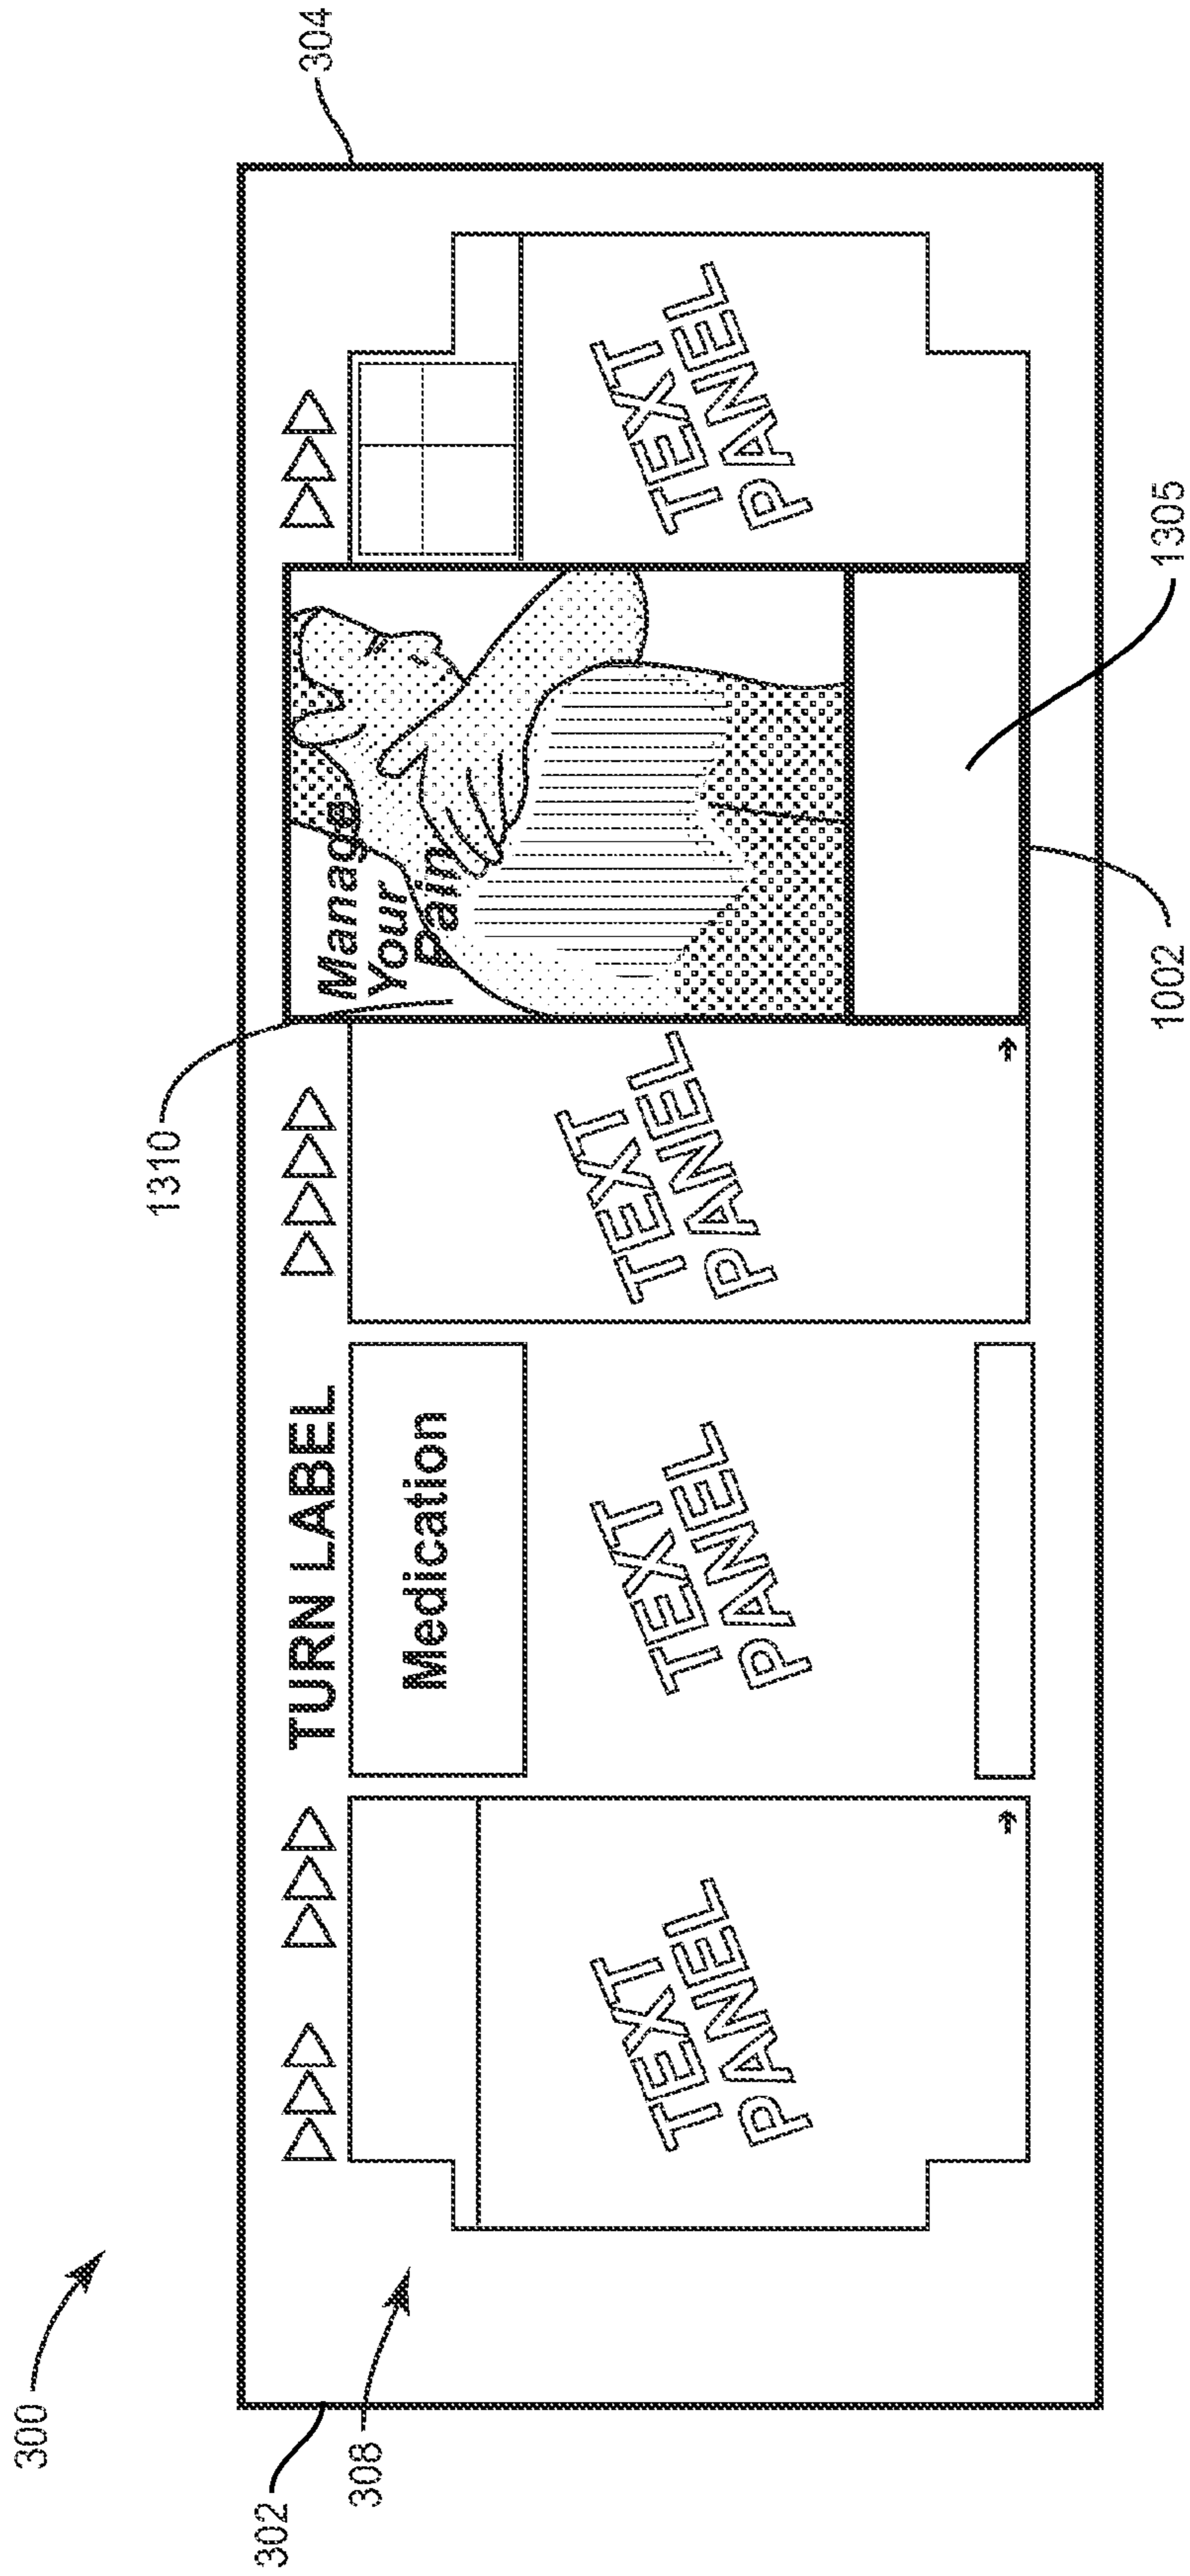 300
1310
302
304
TURN LABEL
308
Manage
Your
Pain
Medication
TEXT
PANEL
TEXT
PANEL
TEXT
PANEL
TEXT
PANEL
1002
1305